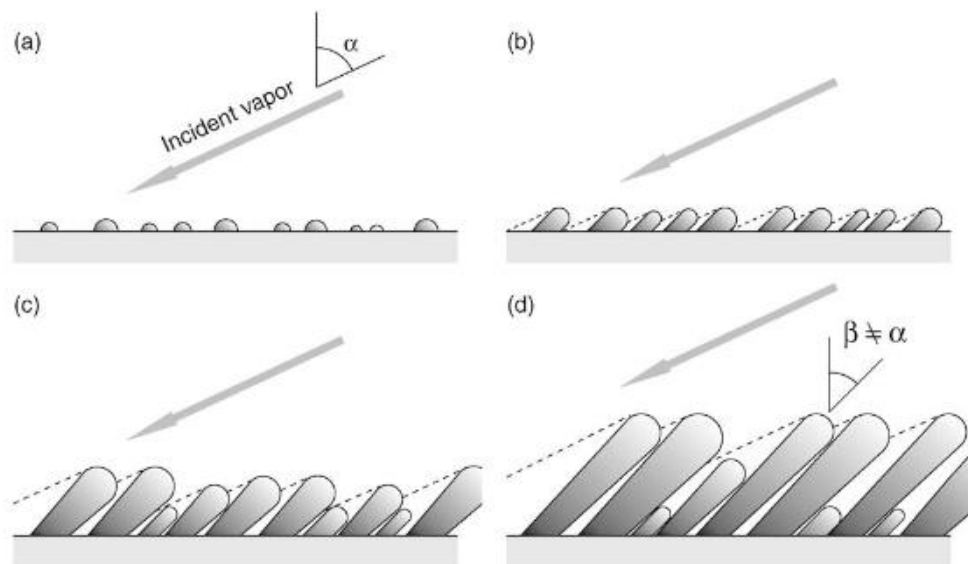 (a)
α
Incident vapor
(b)
(c)
(d)
β ≠ α